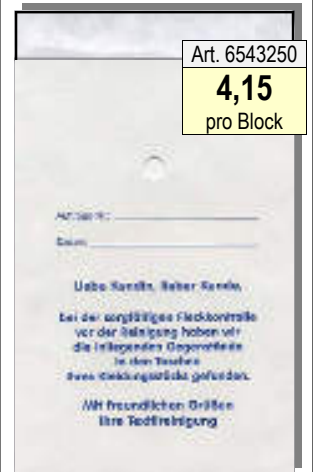 Art. 6543250
4,15
pro Block
Auftrags-Nr.:
Datum:
Liebe Kundin, lieber Kunde,
bei der sorgfältigen Fleckkontrolle
vor der Reinigung haben wir
die inliegenden Gegenstände
in den Taschen
Ihres Kleidungsstücks gefunden.
Mit freundlichen Grüßen
Ihre Textilreinigung